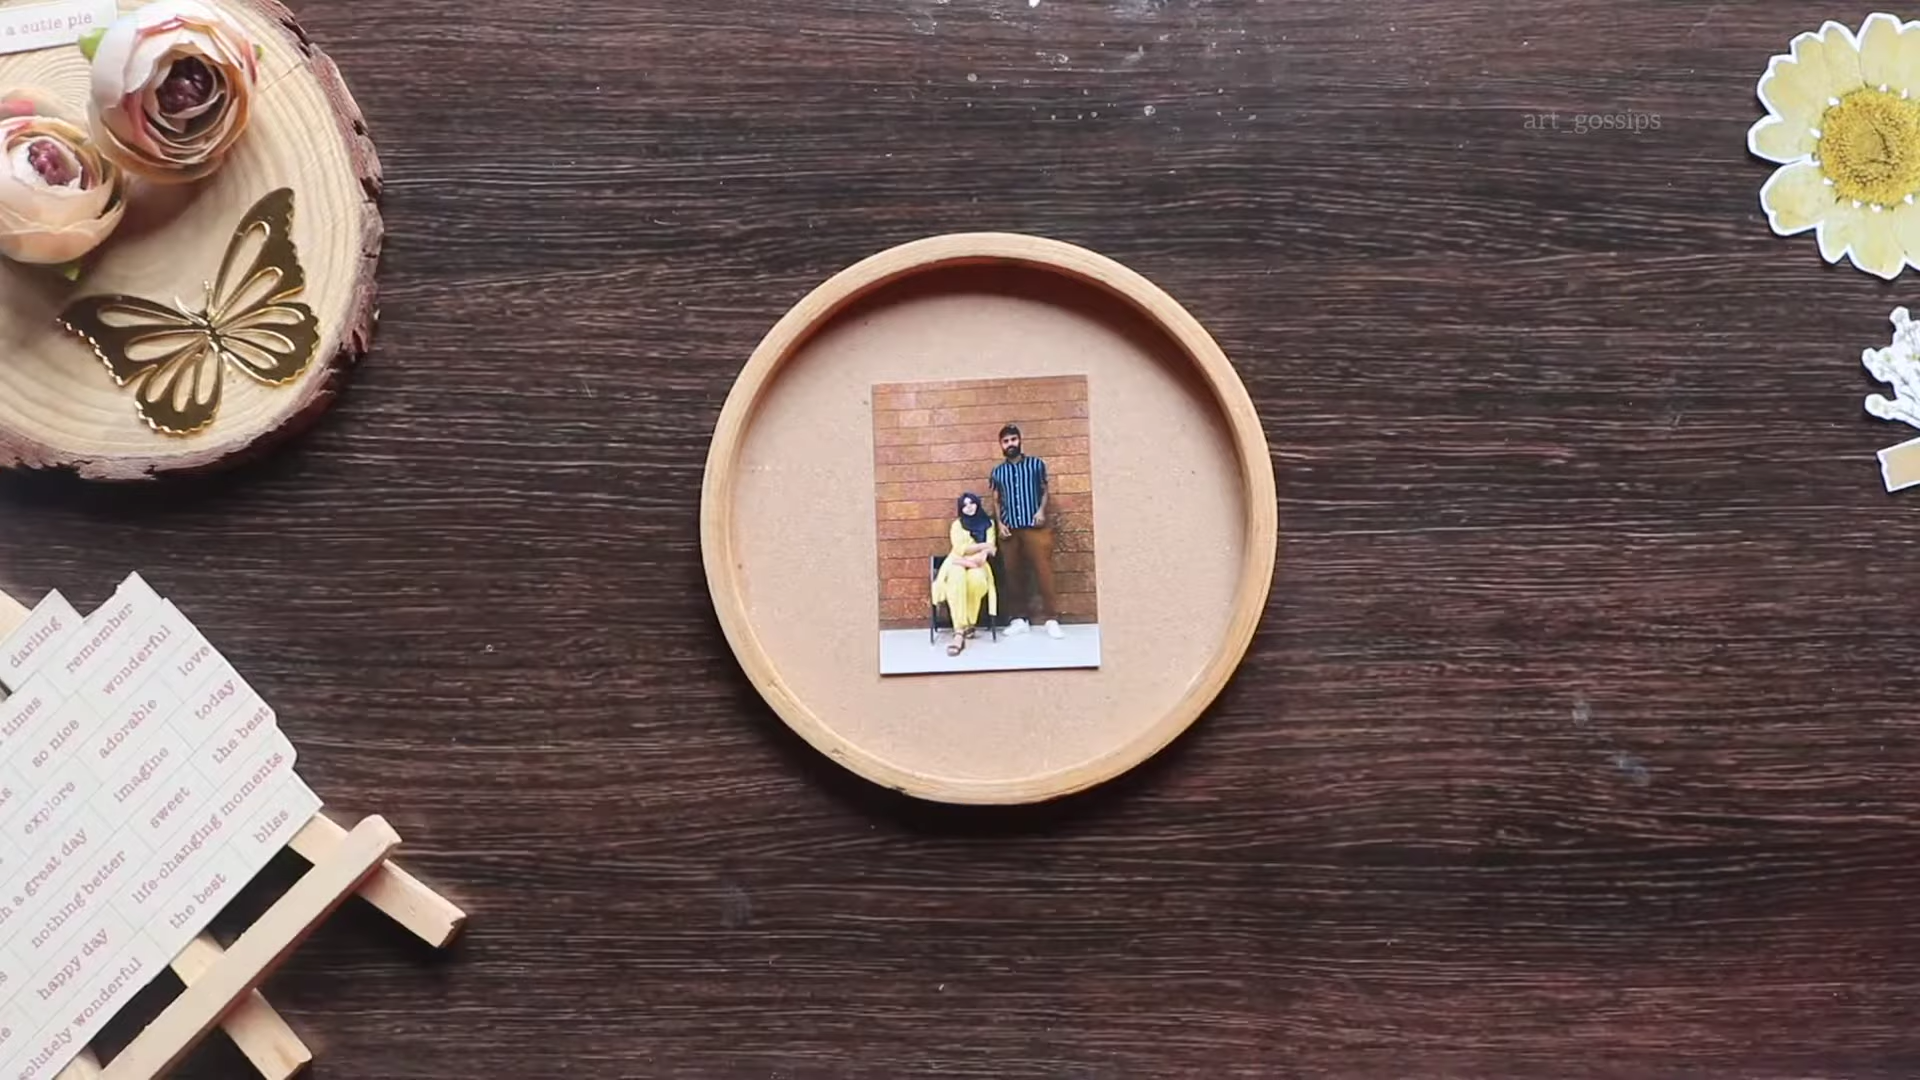 a cutie pie
art_gossips
darling
remember
wonderful
love
times
so nice
adorable
today
explore
imagine
the best
a great day
sweet
nothing better
life-changing moments
bliss
happy day
the best
wonderful